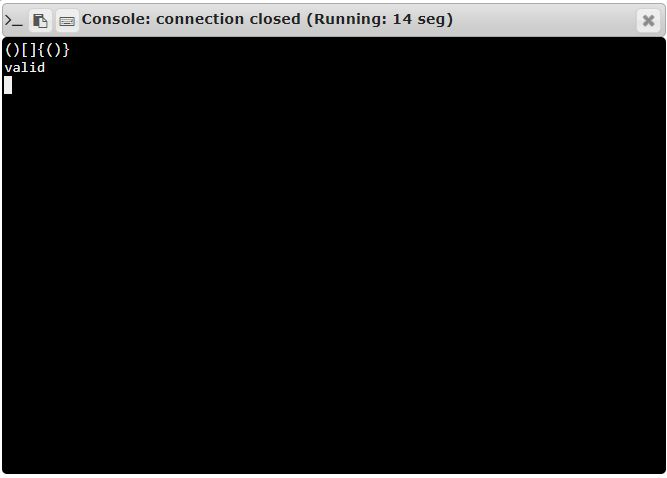 Console: connection closed (Running: 14 seg)
()[]{()}
valid